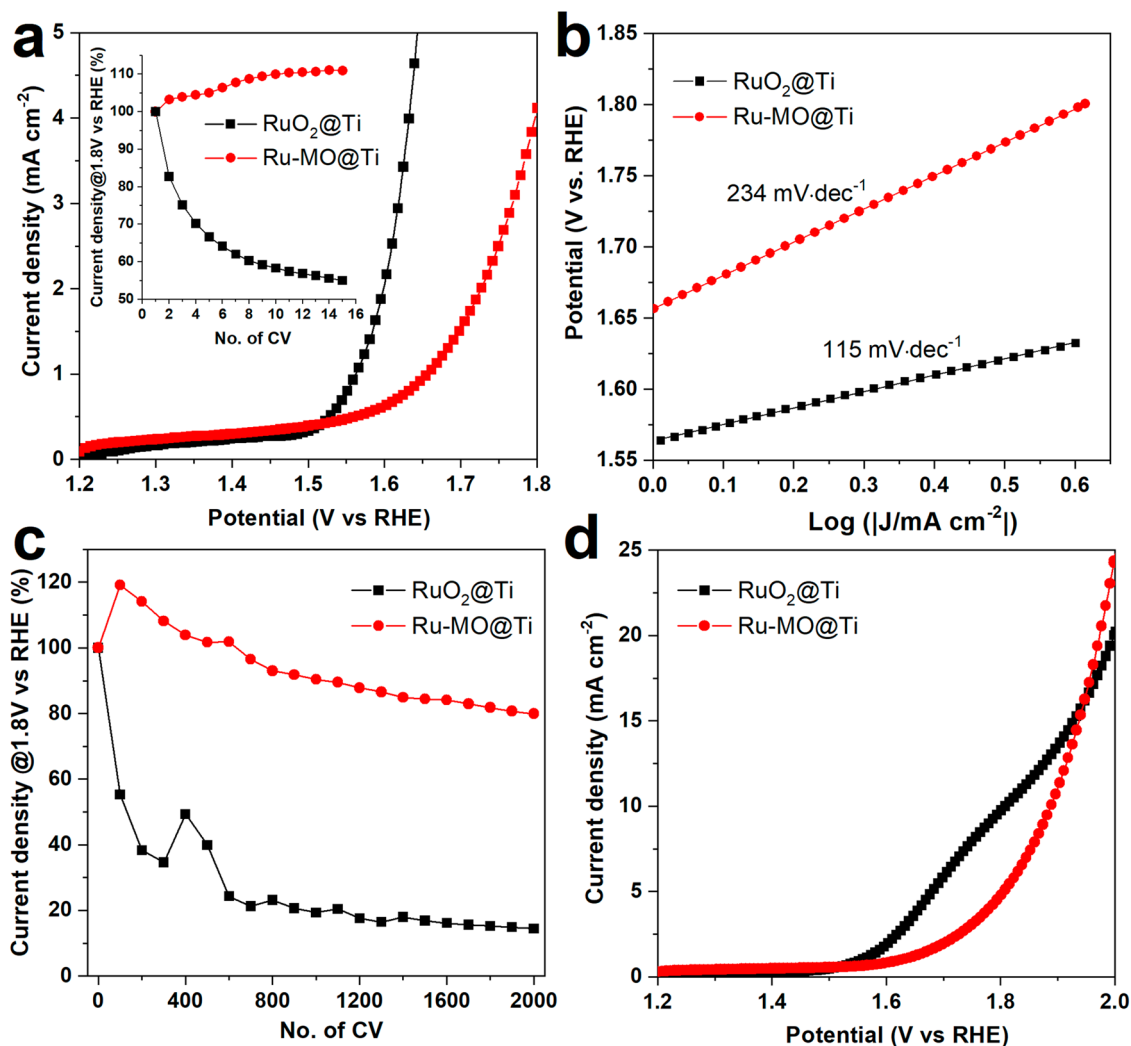 a
Current density (mA cm⁻²)
5
4
3
2
1
0
1.2 1.3 1.4 1.5 1.6 1.7 1.8
Potential (V vs RHE)
Current density@1.8V vs RHE (%)
110
100
90
80
70
60
50
0 2 4 6 8 10 12 14 16
No. of CV
RuO₂@Ti
Ru-MO@Ti
b
Potential (V vs. RHE)
1.85
1.80
1.75
1.70
1.65
1.60
1.55
0.0 0.1 0.2 0.3 0.4 0.5 0.6
Log (|J/mA cm⁻²|)
RuO₂@Ti
Ru-MO@Ti
234 mV·dec⁻¹
115 mV·dec⁻¹
c
Current density @1.8V vs RHE (%)
120
100
80
60
40
20
0
0 400 800 1200 1600 2000
No. of CV
RuO₂@Ti
Ru-MO@Ti
d
Current density (mA cm⁻²)
25
20
15
10
5
0
1.2 1.4 1.6 1.8 2.0
Potential (V vs RHE)
RuO₂@Ti
Ru-MO@Ti